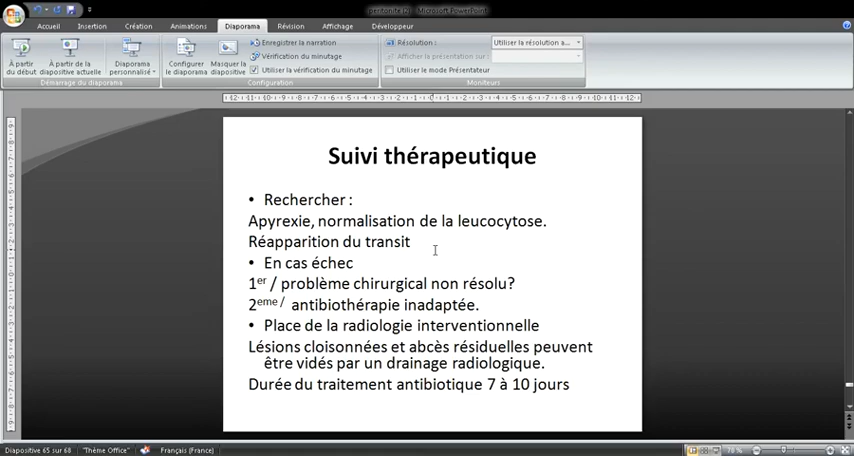 péritonite (2) - Microsoft PowerPoint
Accueil Insertion Création Animations Diaporama Révision Affichage Développeur
À partir du début
À partir de la diapositive actuelle
Diaporama personnalisé
Démarrage du diaporama
Configurer le diaporama
Masquer la diapositive
Enregistrer la narration
Vérification du minutage
Utiliser la vérification du minutage
Configuration
Résolution : Utiliser la résolution a...
Afficher la présentation sur :
Utiliser le mode Présentateur
Moniteurs
Suivi thérapeutique
• Rechercher :
Apyrexie, normalisation de la leucocytose.
Réapparition du transit
• En cas échec
1er / problème chirurgical non résolu?
2eme / antibiothérapie inadaptée.
• Place de la radiologie interventionnelle
Lésions cloisonnées et abcès résiduelles peuvent
être vidés par un drainage radiologique.
Durée du traitement antibiotique 7 à 10 jours
Diapositive 65 sur 68 "Thème Office" Français (France) 78 %